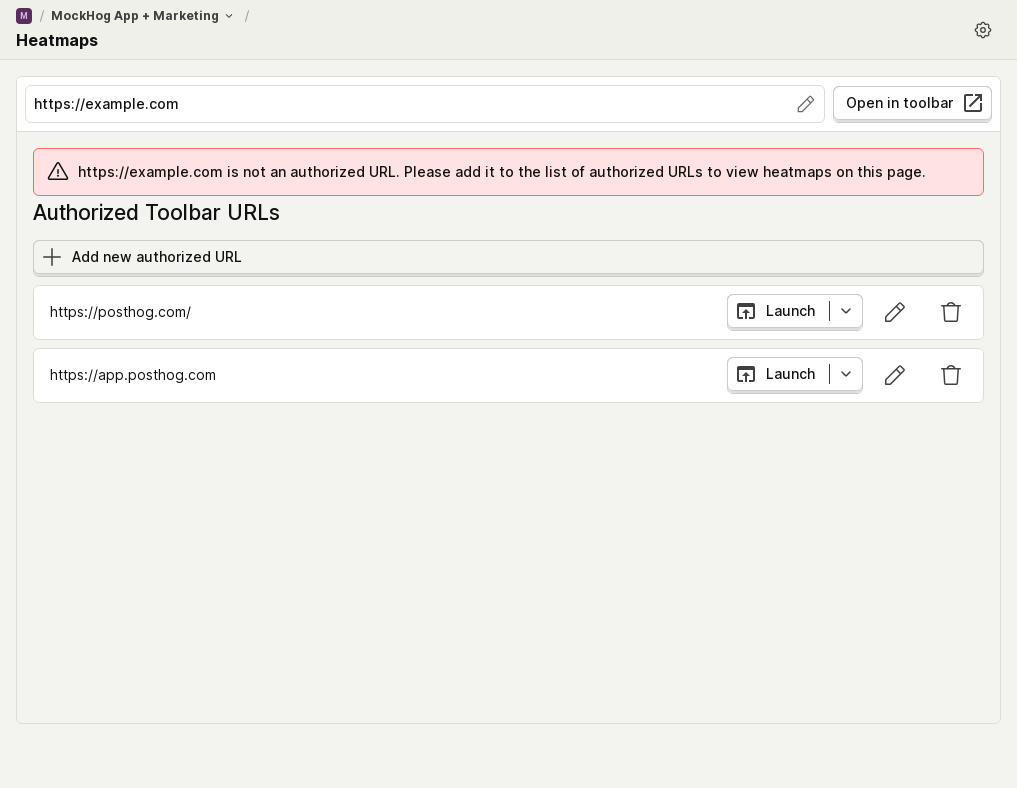 M / MockHog App + Marketing /
Heatmaps
https://example.com
Open in toolbar
https://example.com is not an authorized URL. Please add it to the list of authorized URLs to view heatmaps on this page.
Authorized Toolbar URLs
Add new authorized URL
https://posthog.com/
Launch
https://app.posthog.com
Launch